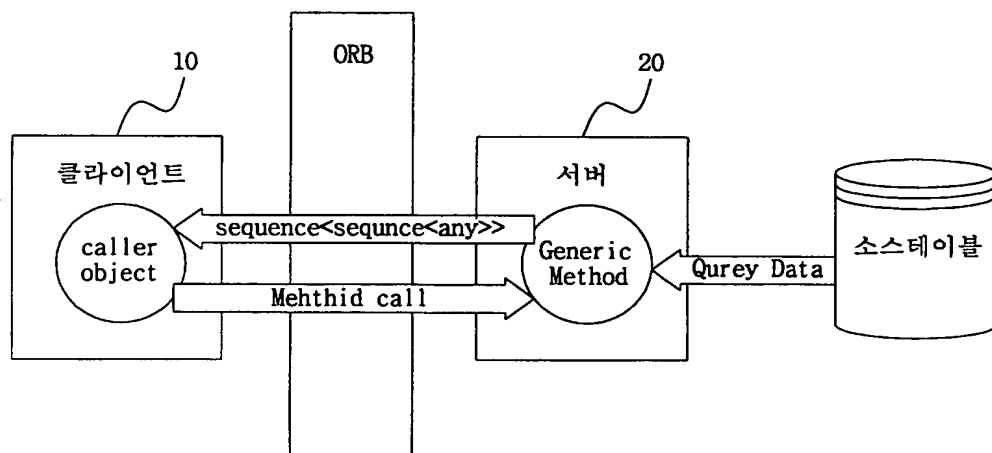 ORB
10
20
클라이언트
서버
sequence<sequnce<any>>
caller
object
Generic
Method
소스테이블
Qurey Data
Mehthid call